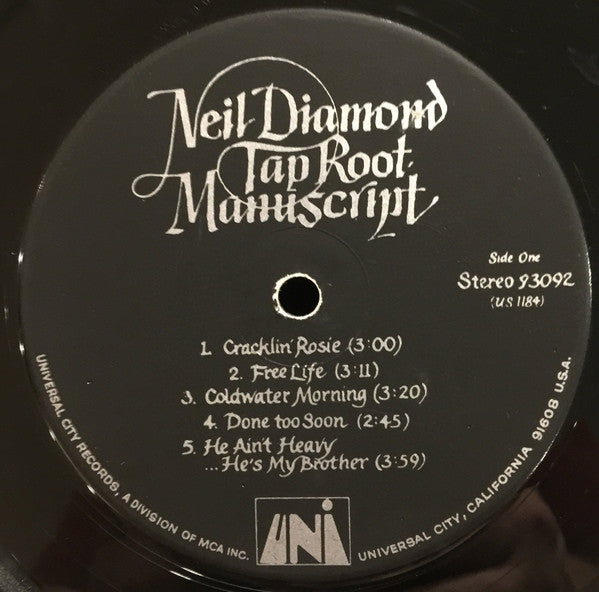 Neil Diamond
Tap Root
Manuscript
Side One
Stereo 93092
(US 1184)
1. Cracklin' Rosie (3:00)
2. Free Life (3:11)
3. Coldwater Morning (3:20)
4. Done too Soon (2:45)
5. He Ain't Heavy
...He's My Brother (3:59)
UNIVERSAL CITY RECORDS, A DIVISION OF MCA INC.
UNI
UNIVERSAL CITY, CALIFORNIA 91608 U.S.A.